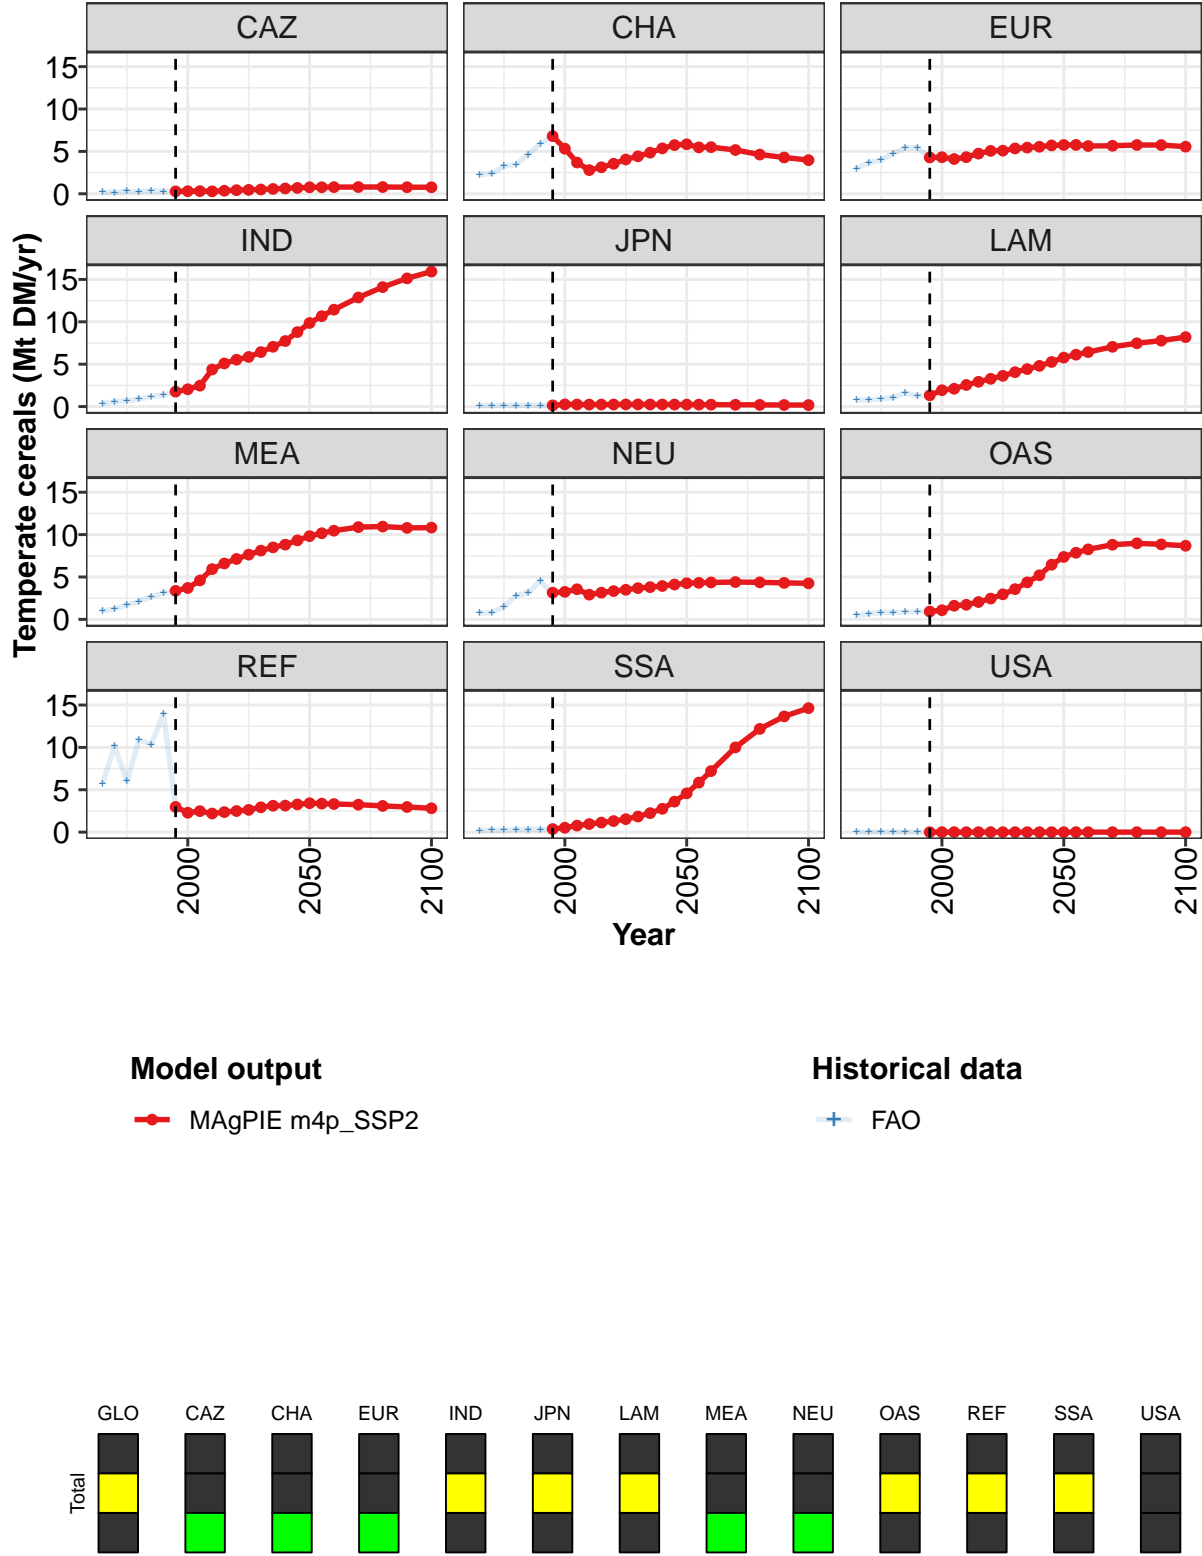 CAZ CHA EUR
15
10
5
0
IND JPN LAM
15
10
5
0
MEA NEU OAS
15
10
5
0
REF SSA USA
15
10
5
0
Temperate cereals (Mt DM/yr)
2000 2050 2100 2000 2050 2100 2000 2050 2100
Year
Model output Historical data
MAgPIE m4p_SSP2 FAO
GLO CAZ CHA EUR IND JPN LAM MEA NEU OAS REF SSA USA
Total